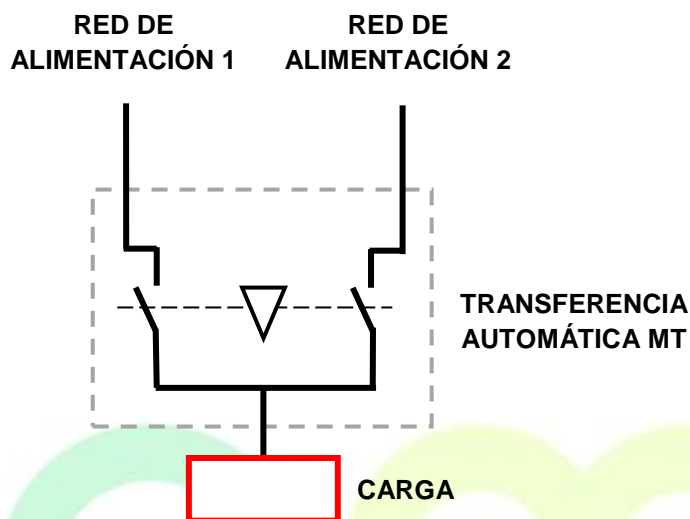 RED DE
ALIMENTACIÓN 1
RED DE
ALIMENTACIÓN 2
TRANSFERENCIA
AUTOMÁTICA MT
CARGA